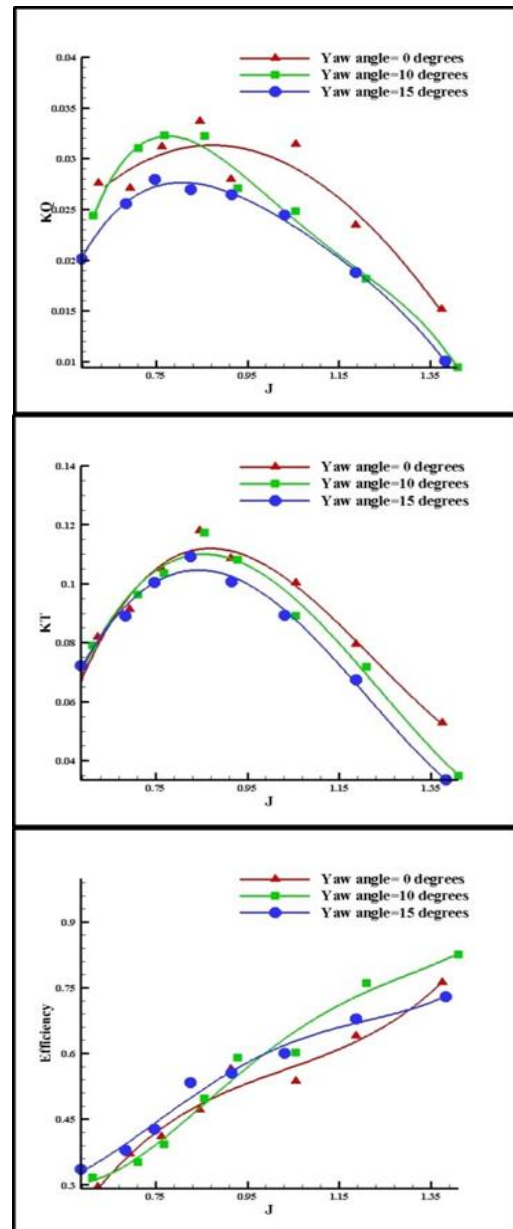 0.04
Yaw angle= 0 degrees
Yaw angle=10 degrees
Yaw angle=15 degrees
0.035
0.03
KQ
0.025
0.02
0.015
0.01
0.75 0.95 1.15 1.35
J
0.14
Yaw angle= 0 degrees
Yaw angle=10 degrees
Yaw angle=15 degrees
0.12
0.1
KT
0.08
0.06
0.04
0.75 0.95 1.15 1.35
J
Yaw angle= 0 degrees
Yaw angle=10 degrees
Yaw angle=15 degrees
0.9
0.75
Efficiency
0.6
0.45
0.3
0.75 0.95 1.15 1.35
J